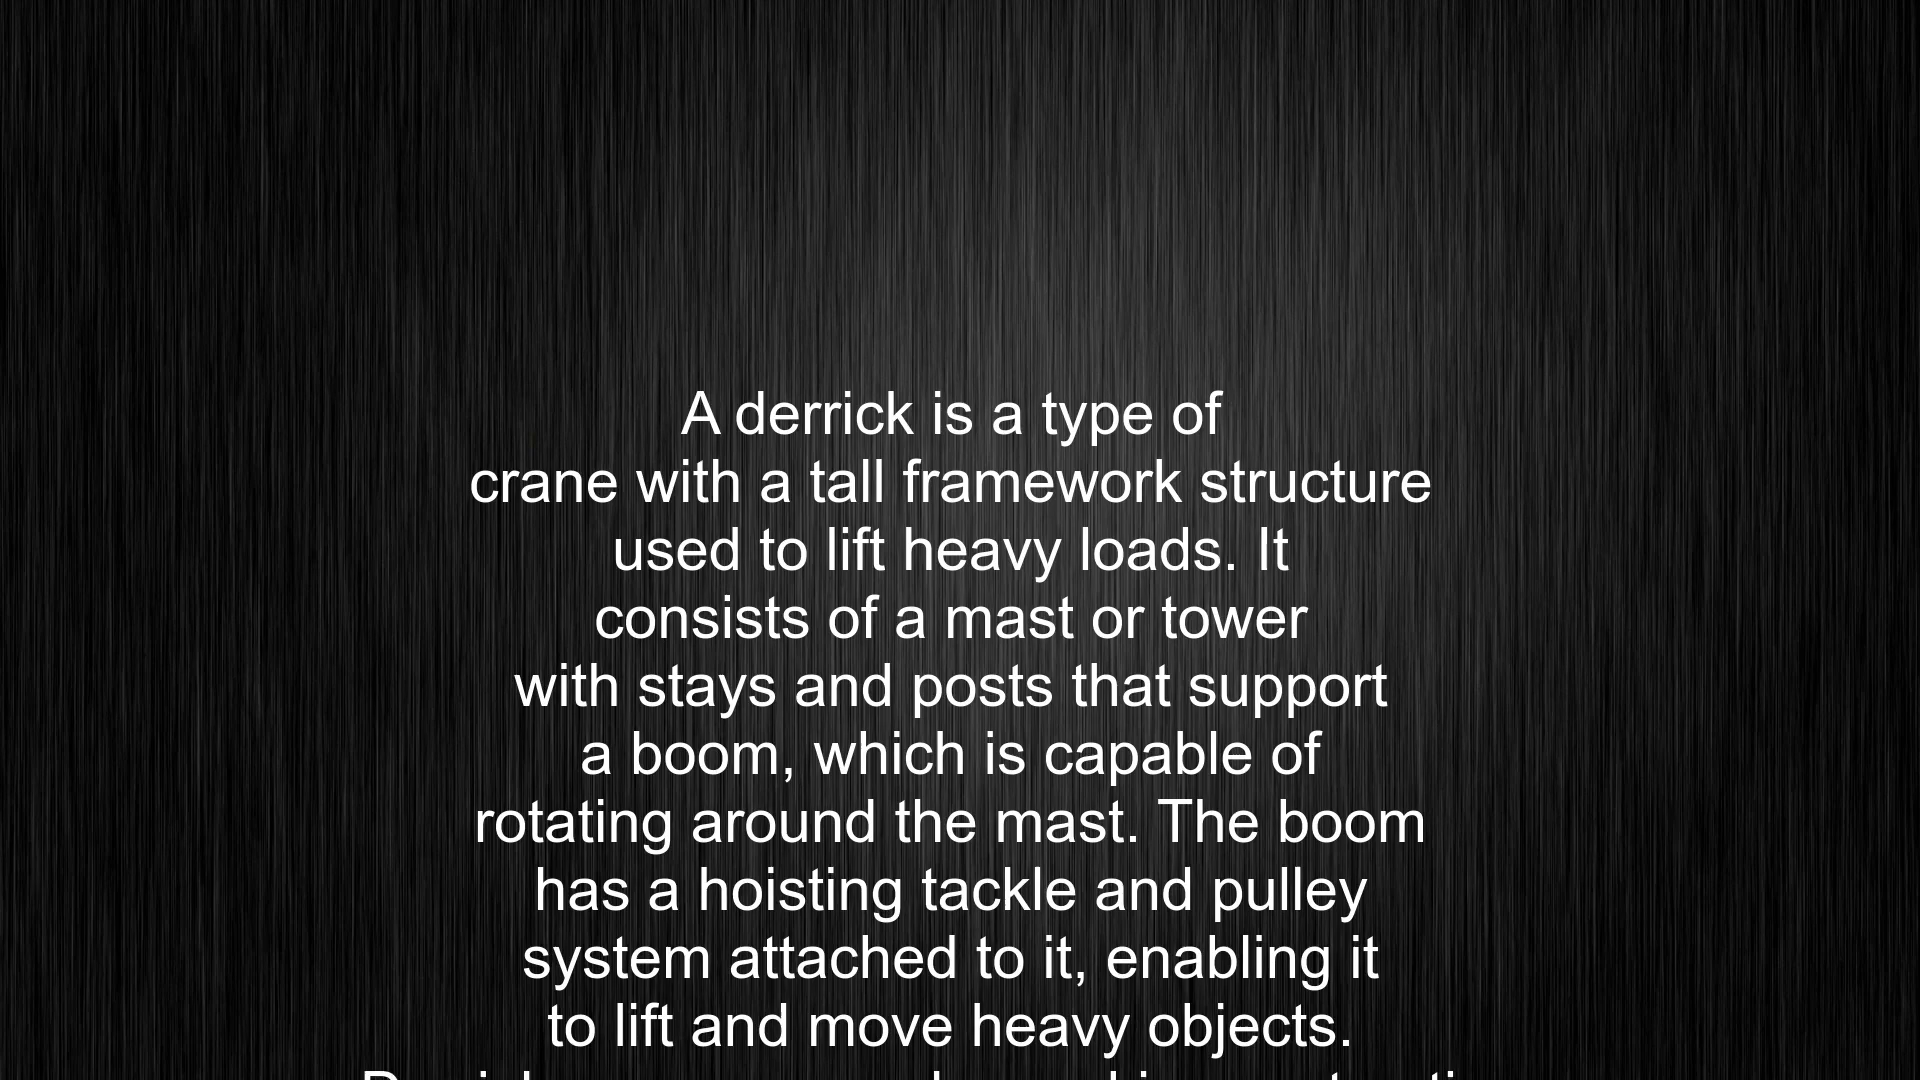 A derrick is a type of
crane with a tall framework structure
used to lift heavy loads. It
consists of a mast or tower
with stays and posts that support
a boom, which is capable of
rotating around the mast. The boom
has a hoisting tackle and pulley
system attached to it, enabling it
to lift and move heavy objects.